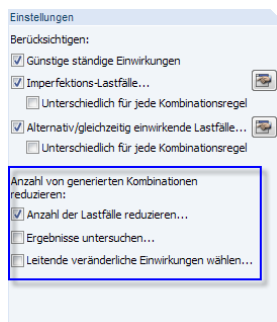 Einstellungen
Berücksichtigen:
Günstige ständige Einwirkungen
Imperfektions-Lastfälle...
Unterschiedlich für jede Kombinationsregel
Alternativ/gleichzeitig einwirkende Lastfälle...
Unterschiedlich für jede Kombinationsregel
Anzahl von generierten Kombinationen
reduzieren:
Anzahl der Lastfälle reduzieren...
Ergebnisse untersuchen...
Leitende veränderliche Einwirkungen wählen...